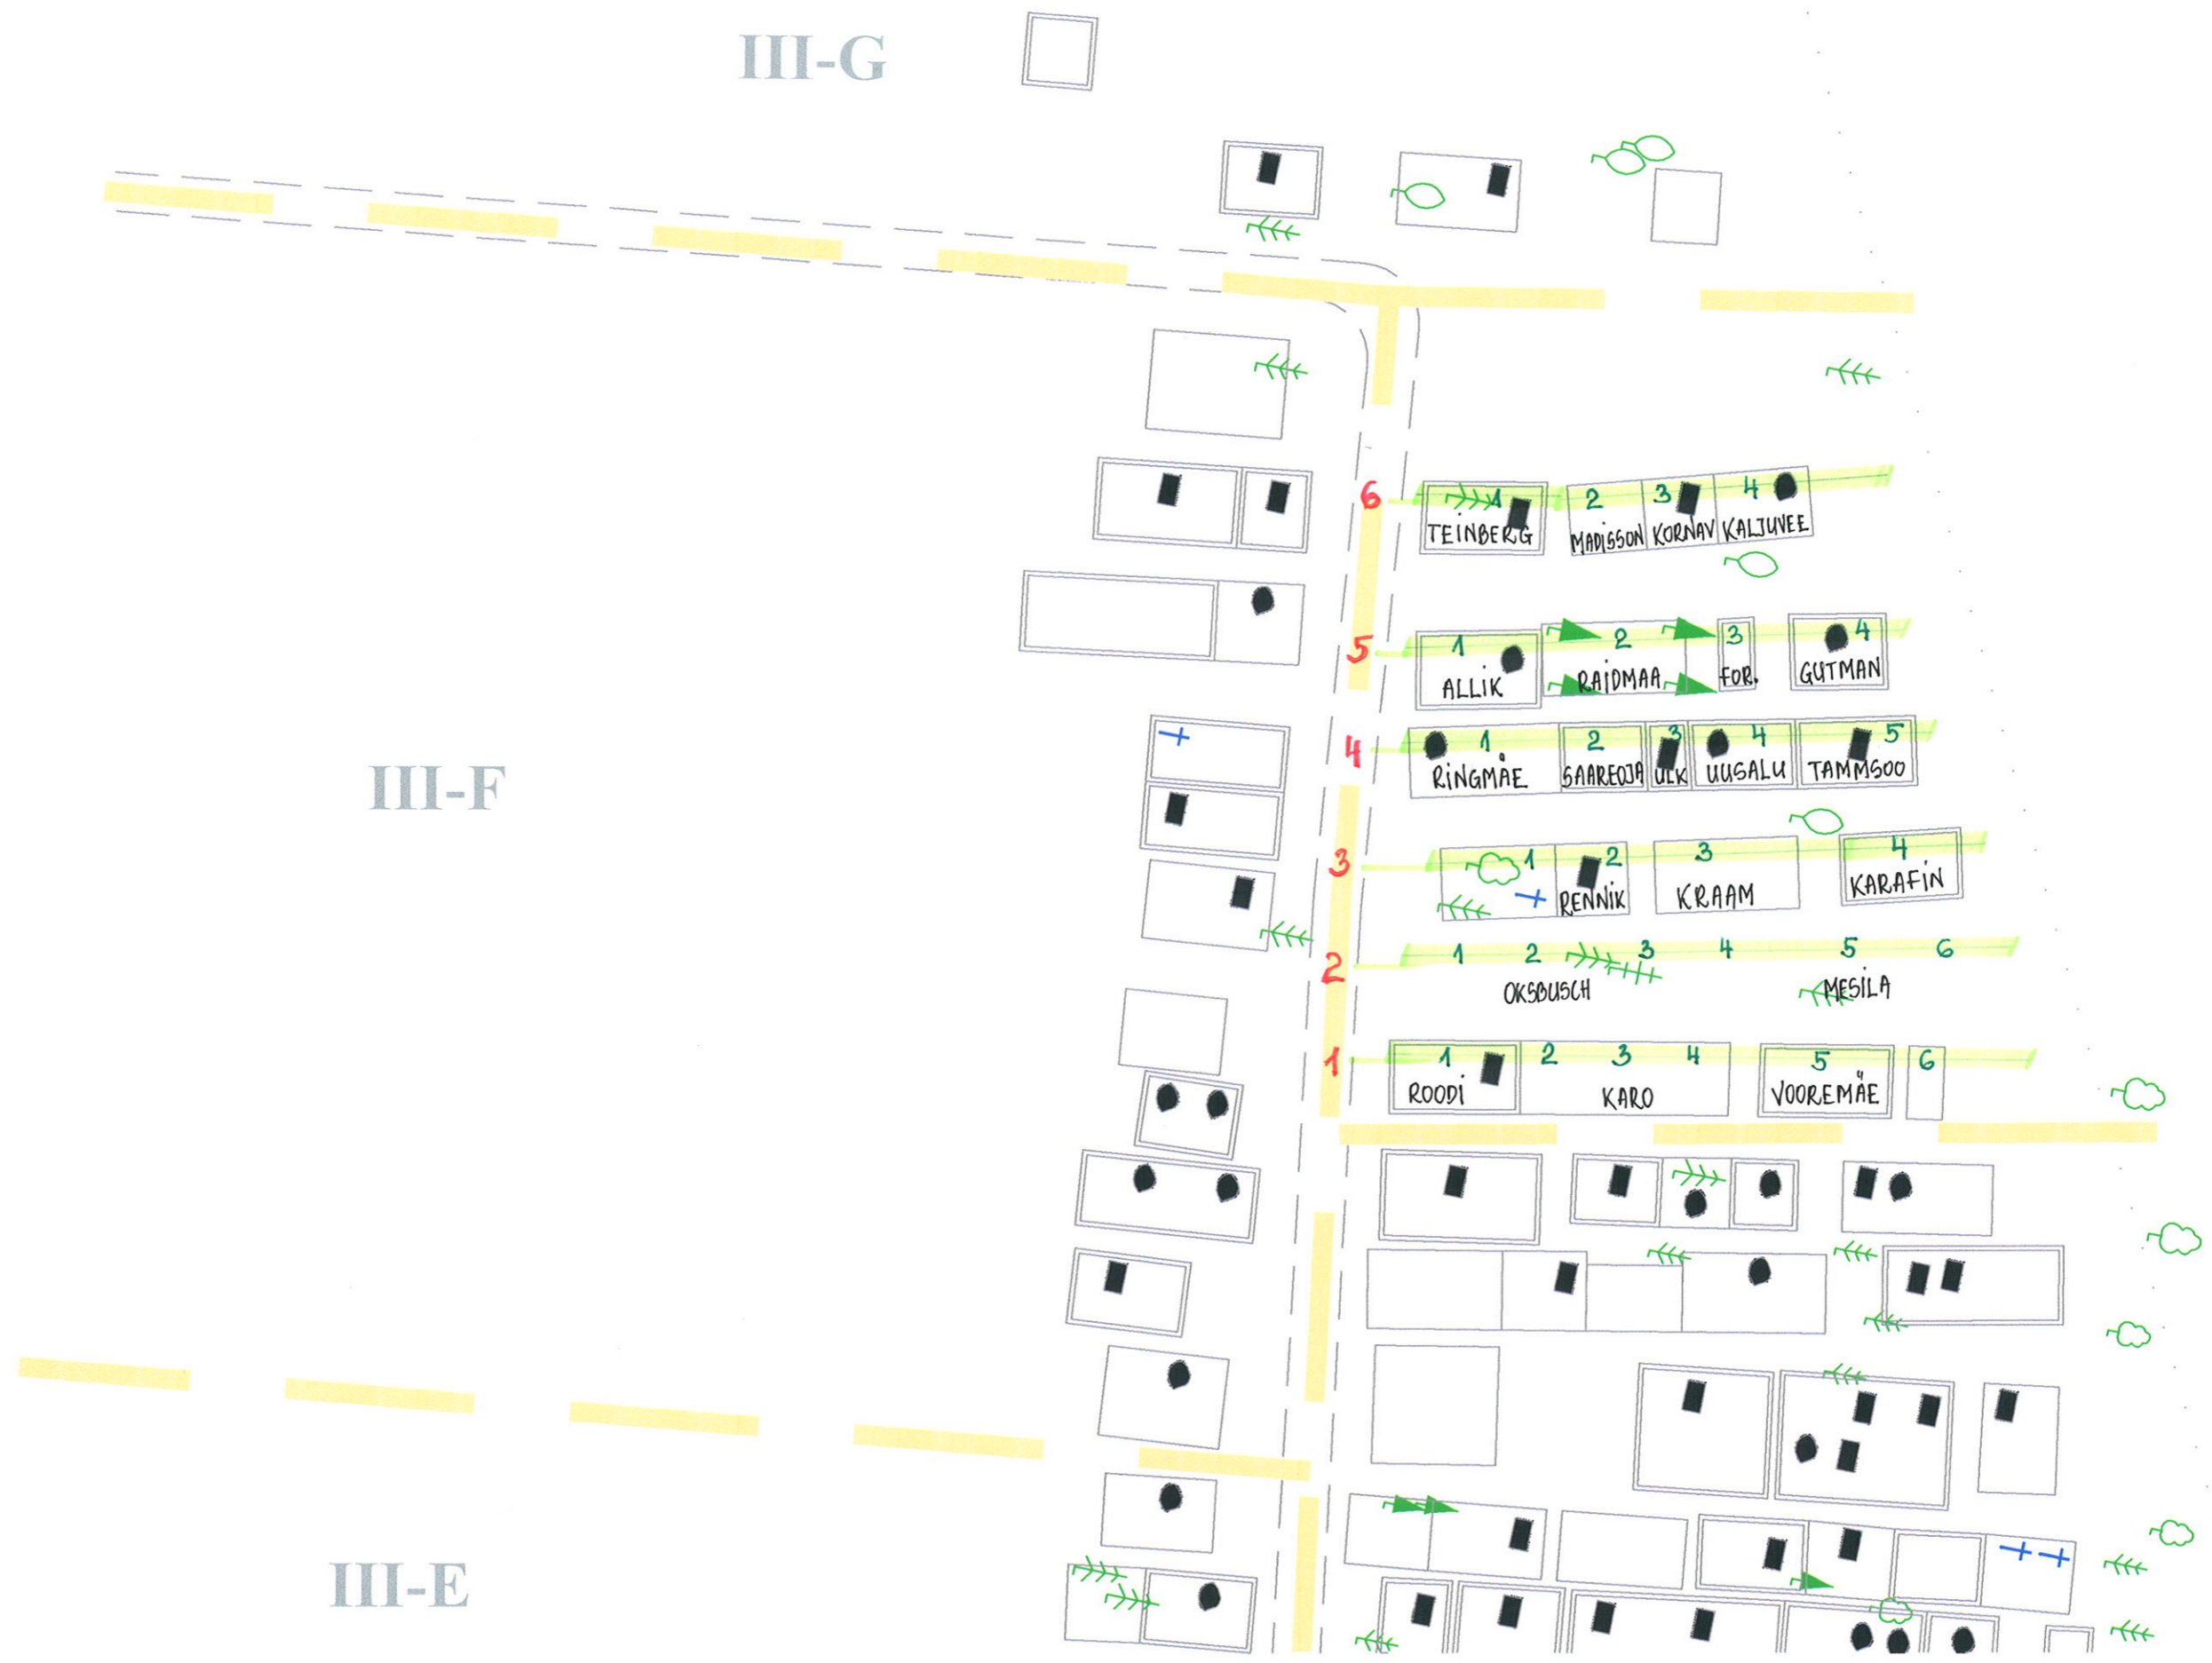 III-G
6 1 2 3 4
TEINBERG MADISSON KORNAV KALJUVEE
5 1 2 3 4
ALLIK RAIDMAA FOR. GUTMAN
4 1 2 3 4 5
RINGMÄE SAAREOJA ULK UUSALU TAMMSOO
III-F
3 1 2 3 4
RENNIK KRAAM KARAFIN
2 1 2 3 4 5 6
OKSBUSCH MESILA
1 1 2 3 4 5 6
ROODI KARO VOOREMÄE
III-E